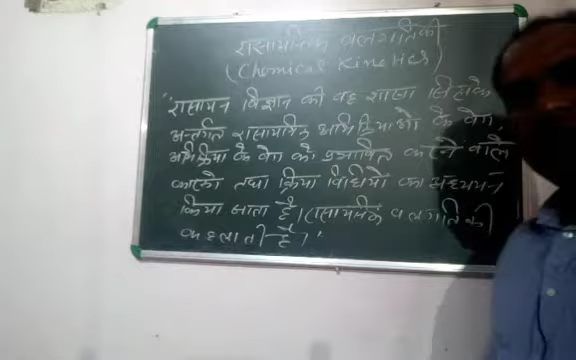 रासायनिक बलगतिकी
(Chemical Kinetics)
"रासायन विज्ञान की वह शाखा जिसके
अन्तर्गत रासायनिक अभिक्रियाओ के वेग,
अभिक्रिया के वेग को प्रभावित करने वाले
कारको तथा क्रिया विधियो का अध्ययन
किया जाता है, रासायनिक बलगतिकी
कहलाती है।"